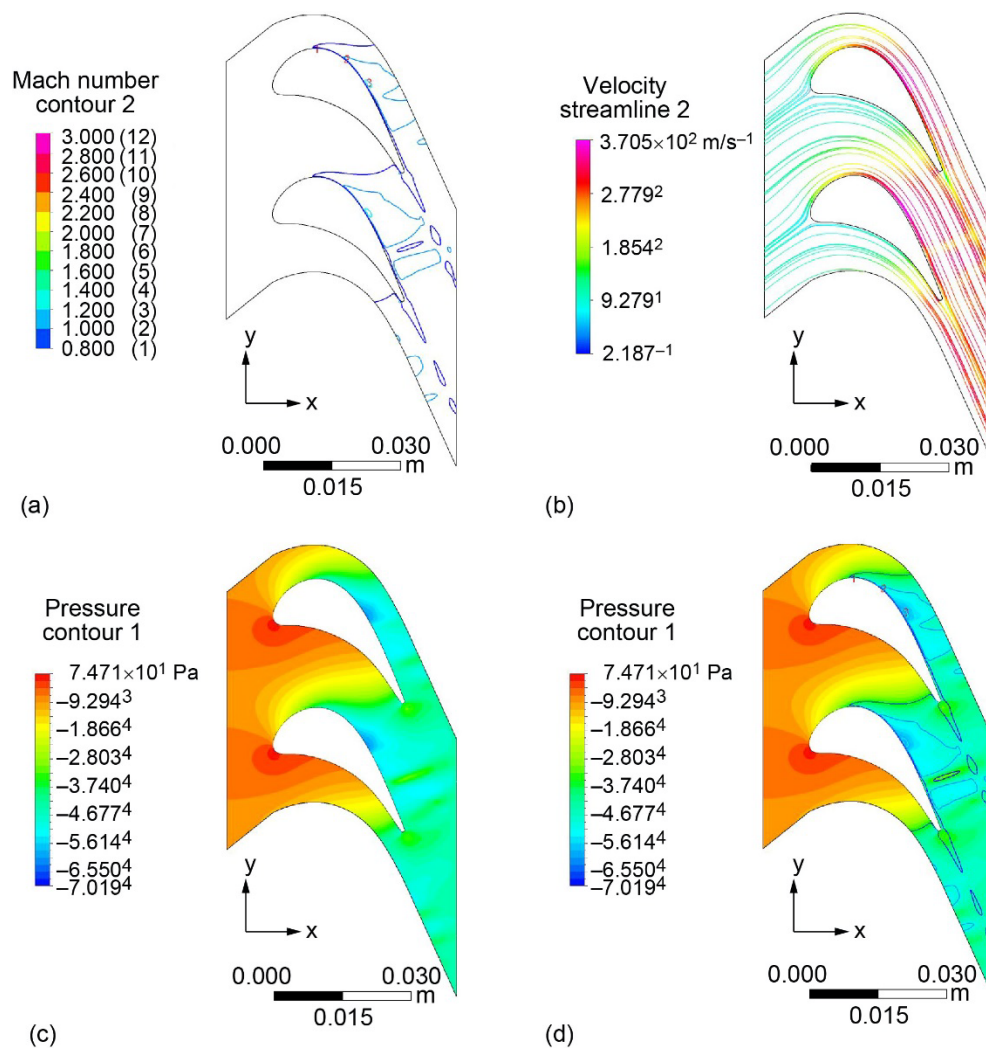 Mach number
contour 2
3.000 (12)
2.800 (11)
2.600 (10)
2.400 (9)
2.200 (8)
2.000 (7)
1.800 (6)
1.600 (5)
1.400 (4)
1.200 (3)
1.000 (2)
0.800 (1)
1
2
3
2
y
x
0.000 0.030
m
0.015
(a)
Velocity
streamline 2
3.705×10² m/s⁻¹
2.779²
1.854²
9.279¹
2.187⁻¹
y
x
0.000 0.030
m
0.015
(b)
Pressure
contour 1
7.471×10¹ Pa
−9.294³
−1.866⁴
−2.803⁴
−3.740⁴
−4.677⁴
−5.614⁴
−6.550⁴
−7.019⁴
y
x
0.000 0.030
m
0.015
(c)
Pressure
contour 1
7.471×10¹ Pa
−9.294³
−1.866⁴
−2.803⁴
−3.740⁴
−4.677⁴
−5.614⁴
−6.550⁴
−7.019⁴
1
2
y
x
0.000 0.030
m
0.015
(d)